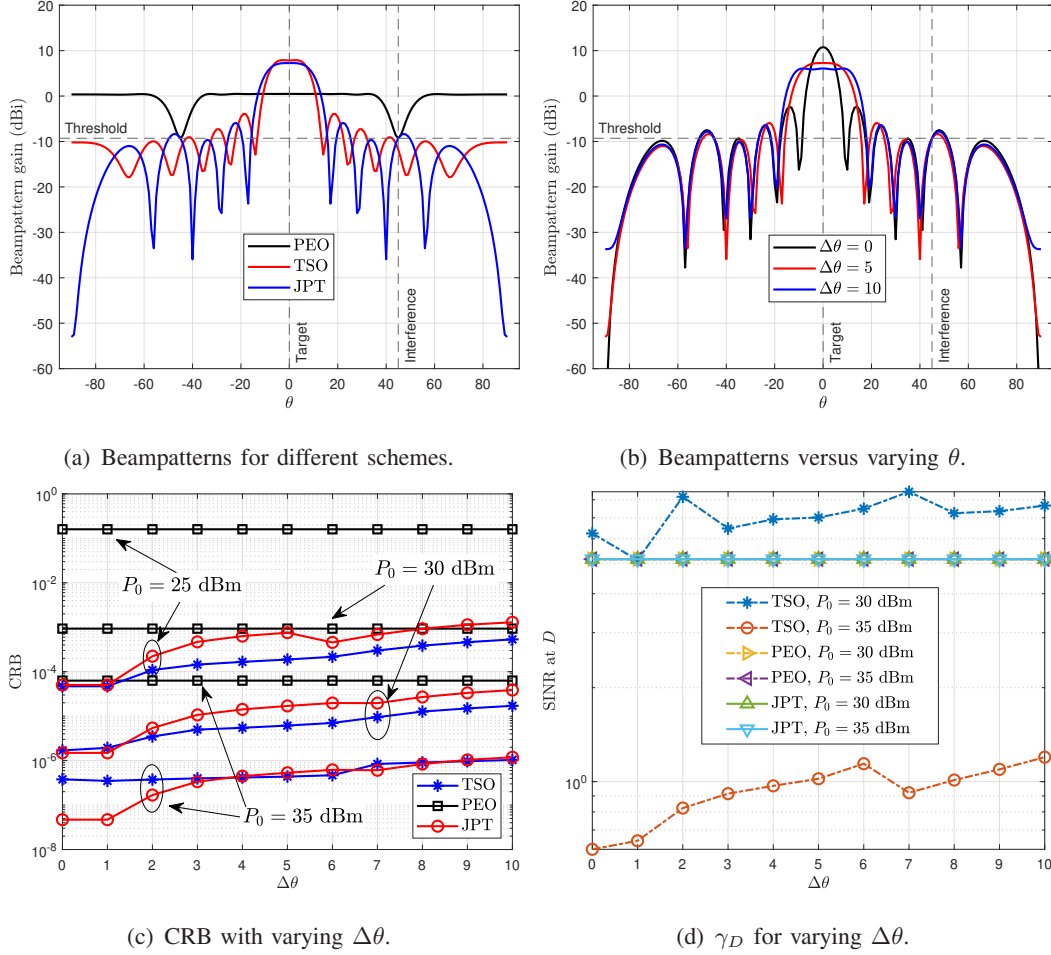 20
10
0
-10
-20
-30
-40
-50
-60
Beampattern gain (dBi)
Threshold
PEO
TSO
JPT
Target
Interference
-80 -60 -40 -20 0 20 40 60 80
θ
(a) Beampatterns for different schemes.
20
10
0
-10
-20
-30
-40
-50
-60
Beampattern gain (dBi)
Threshold
Δθ = 0
Δθ = 5
Δθ = 10
Target
Interference
-80 -60 -40 -20 0 20 40 60 80
θ
(b) Beampatterns versus varying θ.
10^0
10^-2
10^-4
10^-6
10^-8
CRB
P_0 = 25 dBm
P_0 = 30 dBm
P_0 = 35 dBm
TSO
PEO
JPT
0 1 2 3 4 5 6 7 8 9 10
Δθ
(c) CRB with varying Δθ.
SINR at D
10^0
TSO, P_0 = 30 dBm
TSO, P_0 = 35 dBm
PEO, P_0 = 30 dBm
PEO, P_0 = 35 dBm
JPT, P_0 = 30 dBm
JPT, P_0 = 35 dBm
0 1 2 3 4 5 6 7 8 9 10
Δθ
(d) γ_D for varying Δθ.